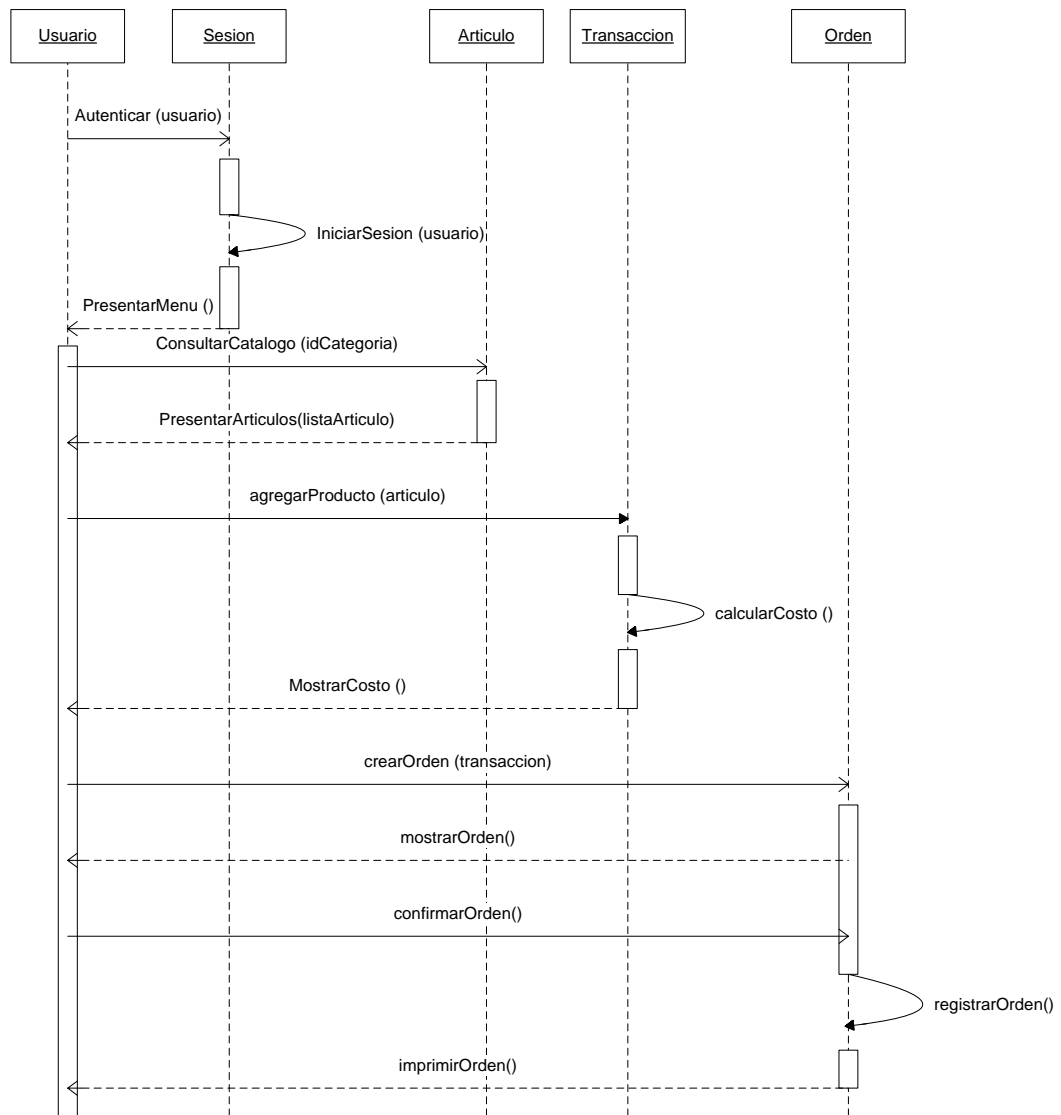 Usuario
Sesion
Articulo
Transaccion
Orden
Autenticar (usuario)
IniciarSesion (usuario)
PresentarMenu ()
ConsultarCatalogo (idCategoria)
PresentarArticulos(listaArticulo)
agregarProducto (articulo)
calcularCosto ()
MostrarCosto ()
crearOrden (transaccion)
mostrarOrden()
confirmarOrden()
registrarOrden()
imprimirOrden()